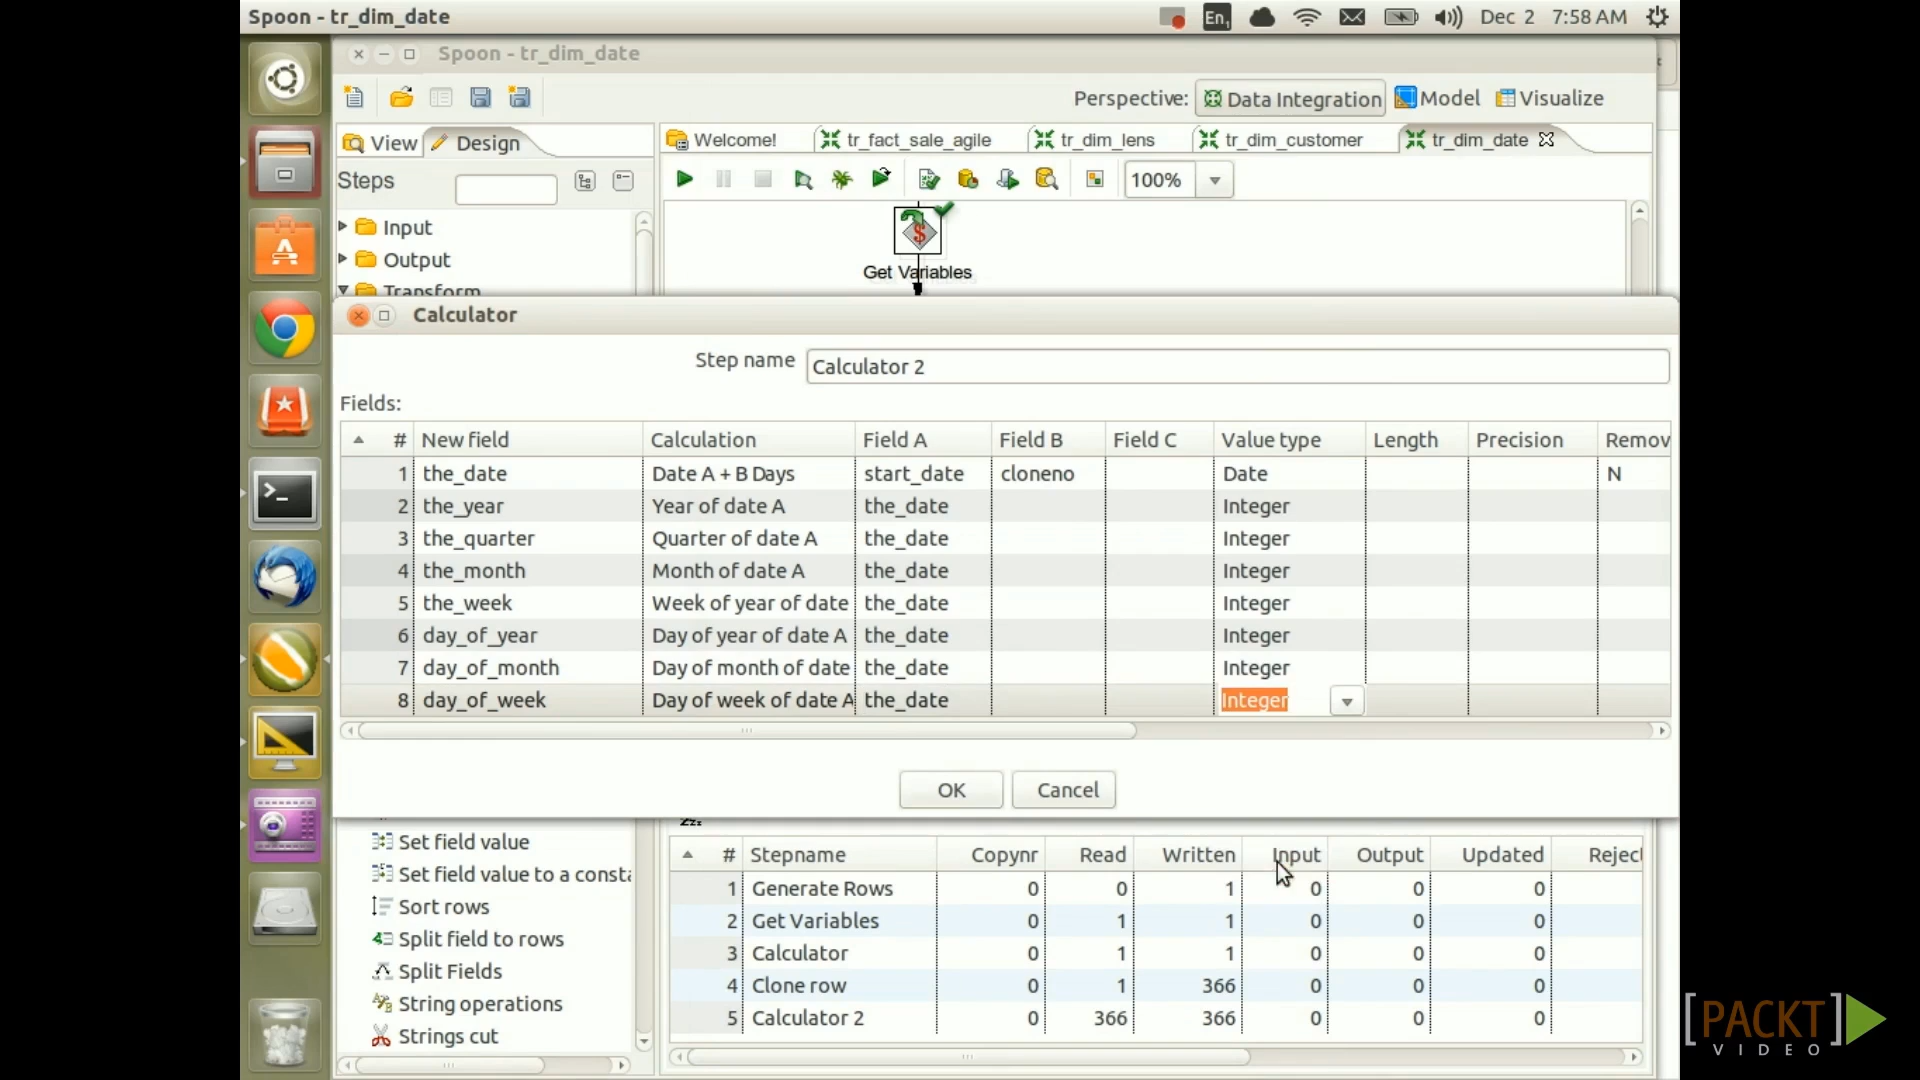 Spoon - tr_dim_date
En1 Dec 2 7:58 AM
Spoon - tr_dim_date
Perspective: Data Integration Model Visualize
View Design
Welcome! tr_fact_sale_agile tr_dim_lens tr_dim_customer tr_dim_date
Steps
100%
Input
Output
Transform
$
Get Variables
Calculator
Step name Calculator 2
Fields:
# New field Calculation Field A Field B Field C Value type Length Precision Remov
1 the_date Date A + B Days start_date cloneno Date N
2 the_year Year of date A the_date Integer
3 the_quarter Quarter of date A the_date Integer
4 the_month Month of date A the_date Integer
5 the_week Week of year of date the_date Integer
6 day_of_year Day of year of date A the_date Integer
7 day_of_month Day of month of date the_date Integer
8 day_of_week Day of week of date A the_date Integer
OK Cancel
Set field value
Set field value to a consta
Sort rows
Split field to rows
Split Fields
String operations
Strings cut
# Stepname Copynr Read Written Input Output Updated Reject
1 Generate Rows 0 0 1 0 0 0
2 Get Variables 0 1 1 0 0 0
3 Calculator 0 1 1 0 0 0
4 Clone row 0 1 366 0 0 0
5 Calculator 2 0 366 366 0 0 0
[PACKT]
VIDEO